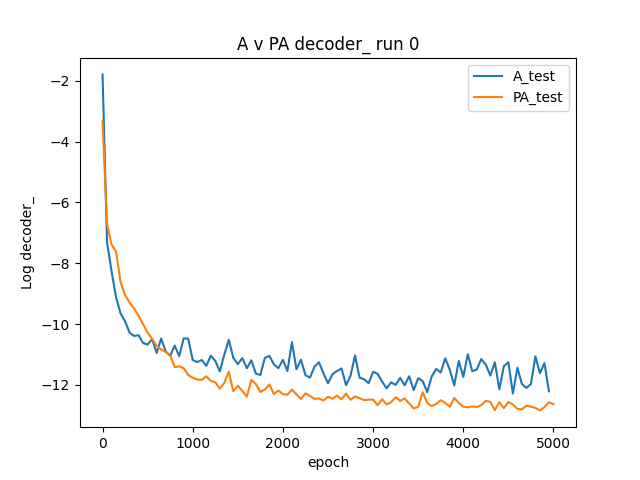 A v PA decoder_ run 0
A_test
PA_test
Log decoder_
−2
−4
−6
−8
−10
−12
0
1000
2000
3000
4000
5000
epoch